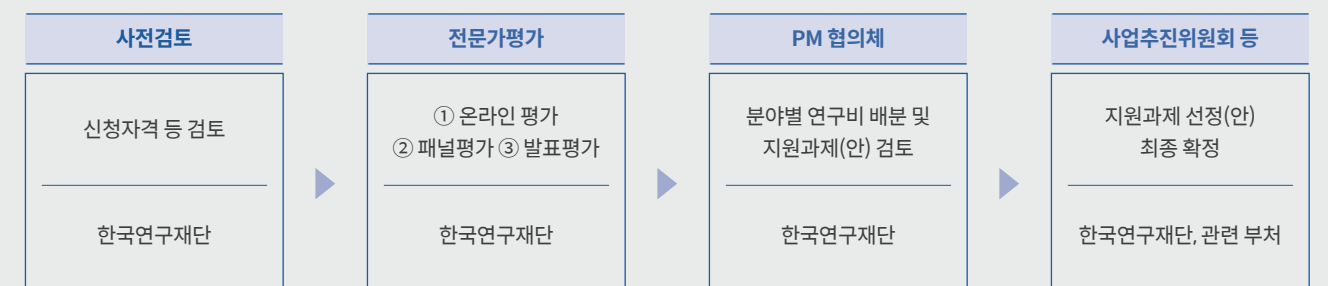 사전검토
신청자격 등 검토
한국연구재단
전문가평가
① 온라인 평가
② 패널평가 ③ 발표평가
한국연구재단
PM 협의체
분야별 연구비 배분 및
지원과제(안) 검토
한국연구재단
사업추진위원회 등
지원과제 선정(안)
최종 확정
한국연구재단, 관련 부처